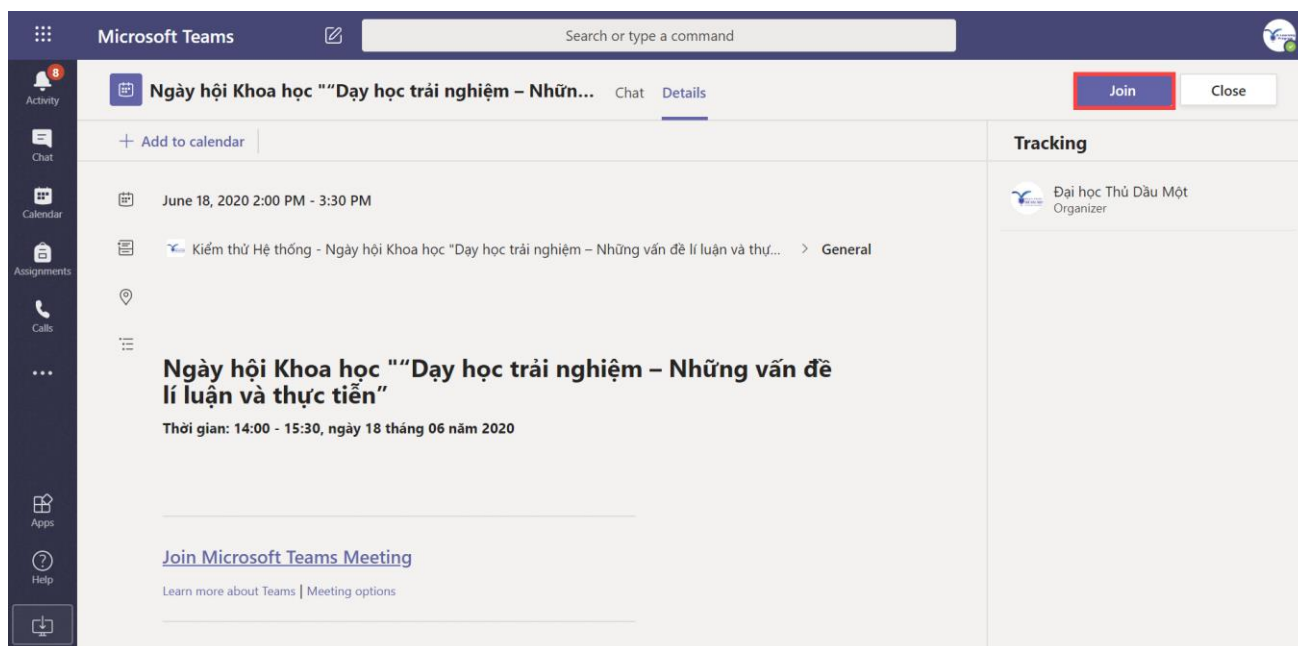 Microsoft Teams
Search or type a command
8
Activity
Chat
Calendar
Assignments
Calls
Apps
Help
Ngày hội Khoa học "“Dạy học trải nghiệm – Nhữn...
Chat
Details
Join
Close
Add to calendar
Tracking
June 18, 2020 2:00 PM - 3:30 PM
Đại học Thủ Dầu Một
Organizer
Kiểm thử Hệ thống - Ngày hội Khoa học "Dạy học trải nghiệm – Những vấn đề lí luận và thự... > General
Ngày hội Khoa học "“Dạy học trải nghiệm – Những vấn đề
lí luận và thực tiễn”
Thời gian: 14:00 - 15:30, ngày 18 tháng 06 năm 2020
Join Microsoft Teams Meeting
Learn more about Teams | Meeting options